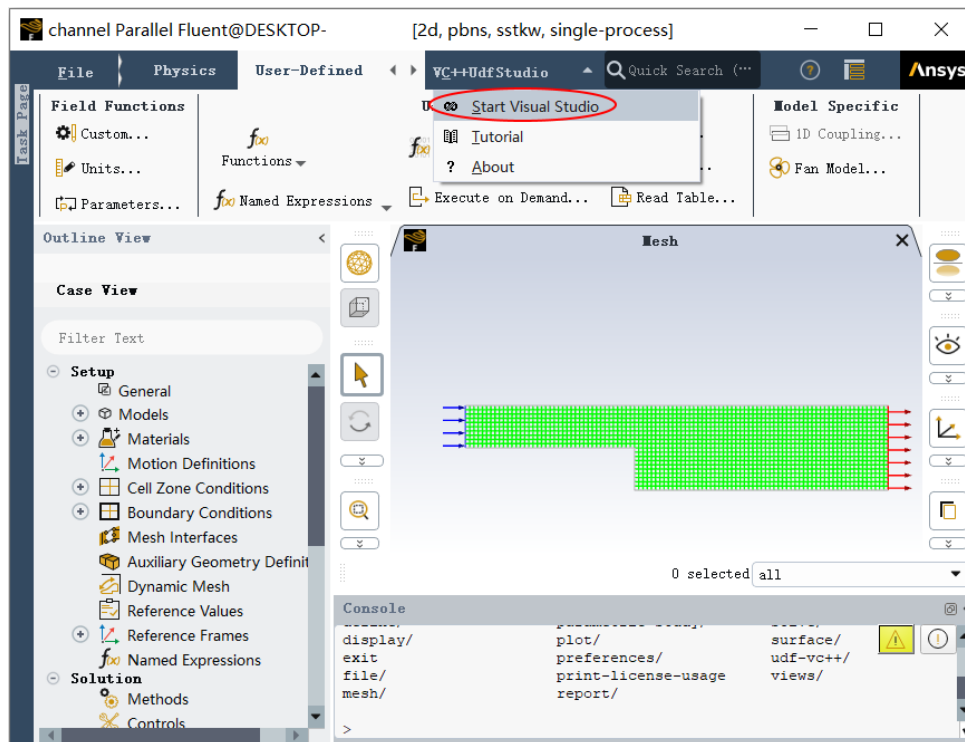 channel Parallel Fluent@DESKTOP- [2d, pbns, sstkw, single-process]
File Physics User-Defined VC++UdfStudio Quick Search (··· Ansys
Task Page
Field Functions
Custom...
Units...
Parameters...
Functions
Named Expressions
Start Visual Studio
Tutorial
? About
Execute on Demand...
Read Table...
Model Specific
1D Coupling...
Fan Model...
Outline View <
Case View
Filter Text
Setup
General
Models
Materials
Motion Definitions
Cell Zone Conditions
Boundary Conditions
Mesh Interfaces
Auxiliary Geometry Definit
Dynamic Mesh
Reference Values
Reference Frames
Named Expressions
Solution
Methods
Controls
Mesh
0 selected all
Console
display/ plot/ surface/
exit preferences/ udf-vc++/
file/ print-license-usage views/
mesh/ report/
>